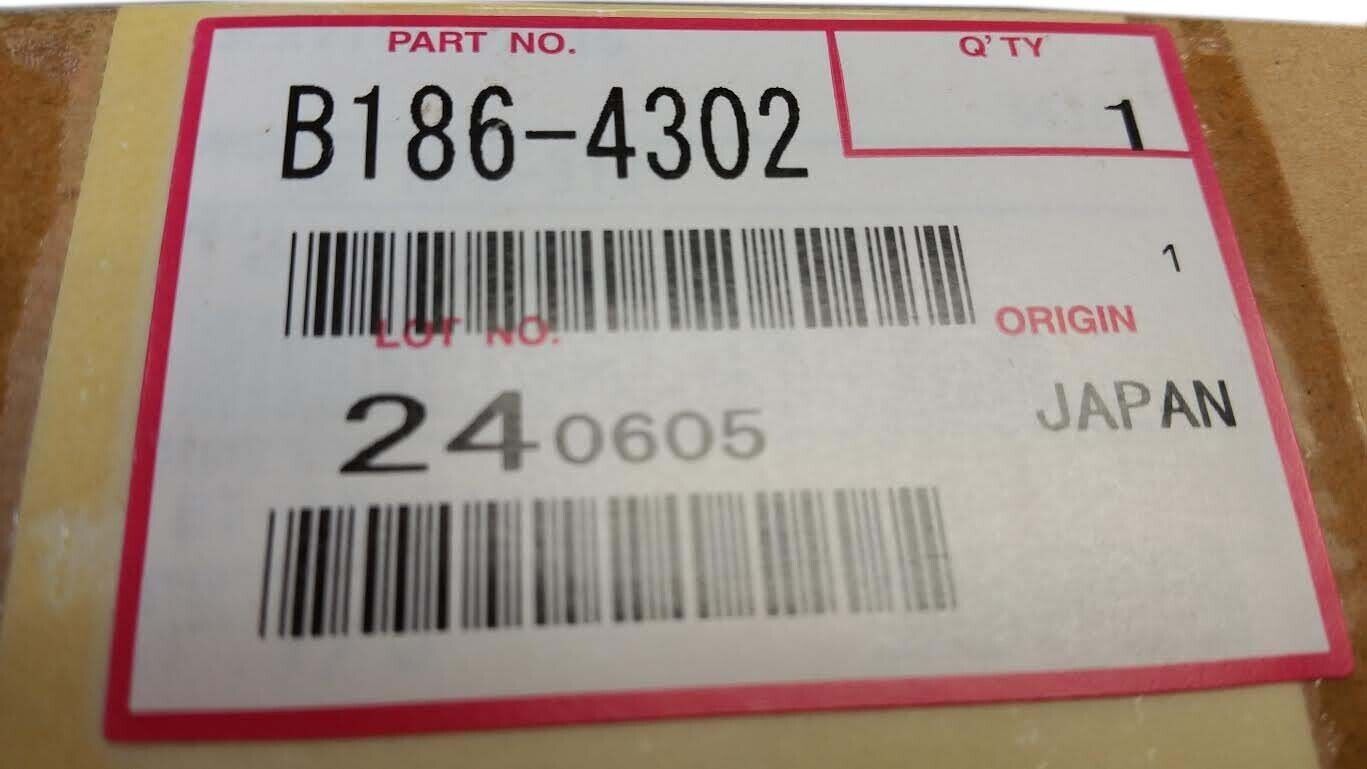 PART NO.
Q'TY
B186-4302
1
1
LOT NO.
ORIGIN
240605
JAPAN